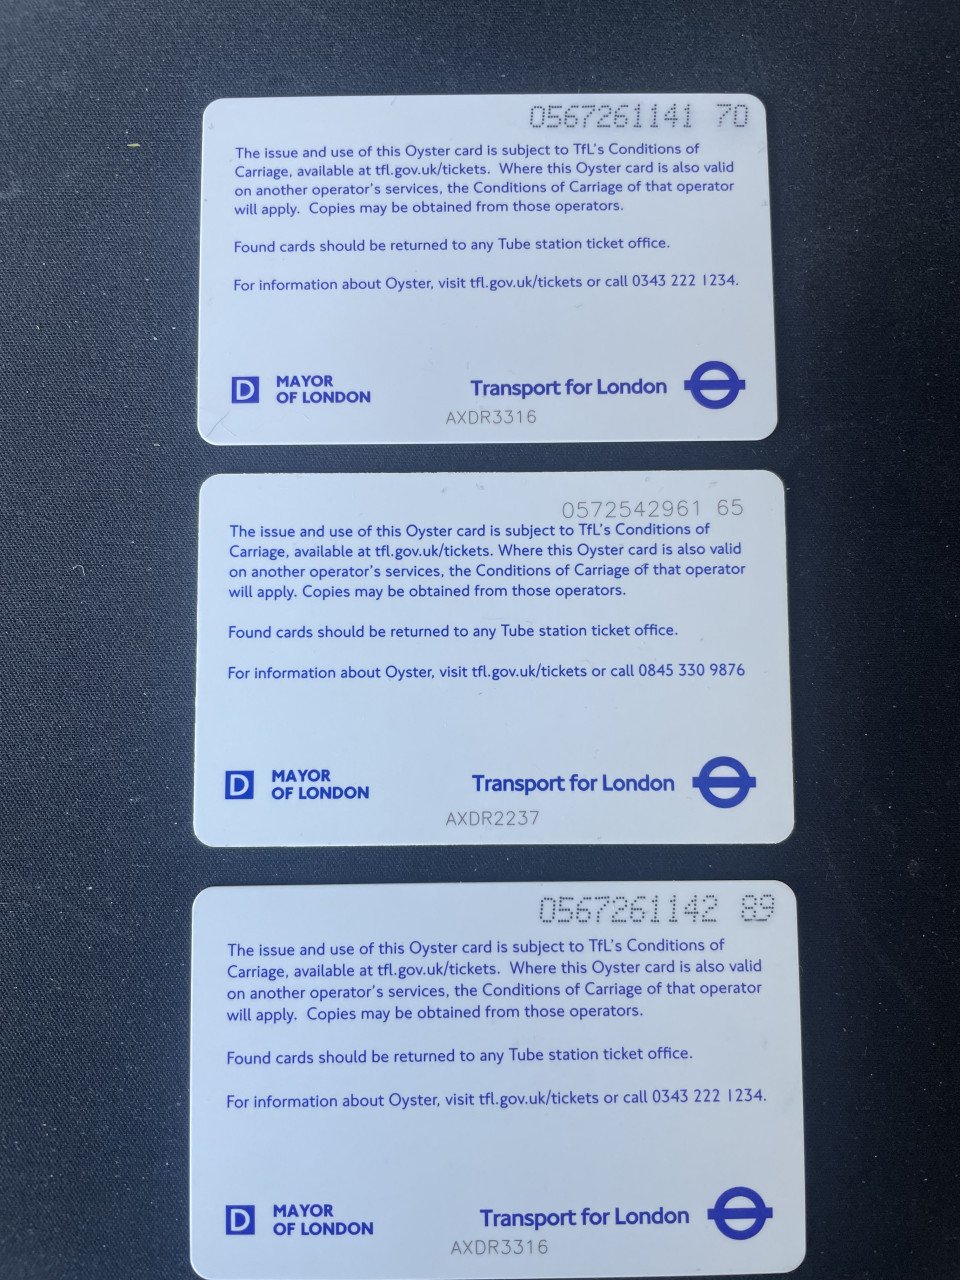 0567261141 70
The issue and use of this Oyster card is subject to TfL's Conditions of
Carriage, available at tfl.gov.uk/tickets. Where this Oyster card is also valid
on another operator's services, the Conditions of Carriage of that operator
will apply. Copies may be obtained from those operators.
Found cards should be returned to any Tube station ticket office.
For information about Oyster, visit tfl.gov.uk/tickets or call 0343 222 1234.
D MAYOR
OF LONDON
Transport for London
AXDR3316
0572542961 65
The issue and use of this Oyster card is subject to TfL's Conditions of
Carriage, available at tfl.gov.uk/tickets. Where this Oyster card is also valid
on another operator's services, the Conditions of Carriage of that operator
will apply. Copies may be obtained from those operators.
Found cards should be returned to any Tube station ticket office.
For information about Oyster, visit tfl.gov.uk/tickets or call 0845 330 9876
D MAYOR
OF LONDON
Transport for London
AXDR2237
0567261142 89
The issue and use of this Oyster card is subject to TfL's Conditions of
Carriage, available at tfl.gov.uk/tickets. Where this Oyster card is also valid
on another operator's services, the Conditions of Carriage of that operator
will apply. Copies may be obtained from those operators.
Found cards should be returned to any Tube station ticket office.
For information about Oyster, visit tfl.gov.uk/tickets or call 0343 222 1234.
D MAYOR
OF LONDON
Transport for London
AXDR3316